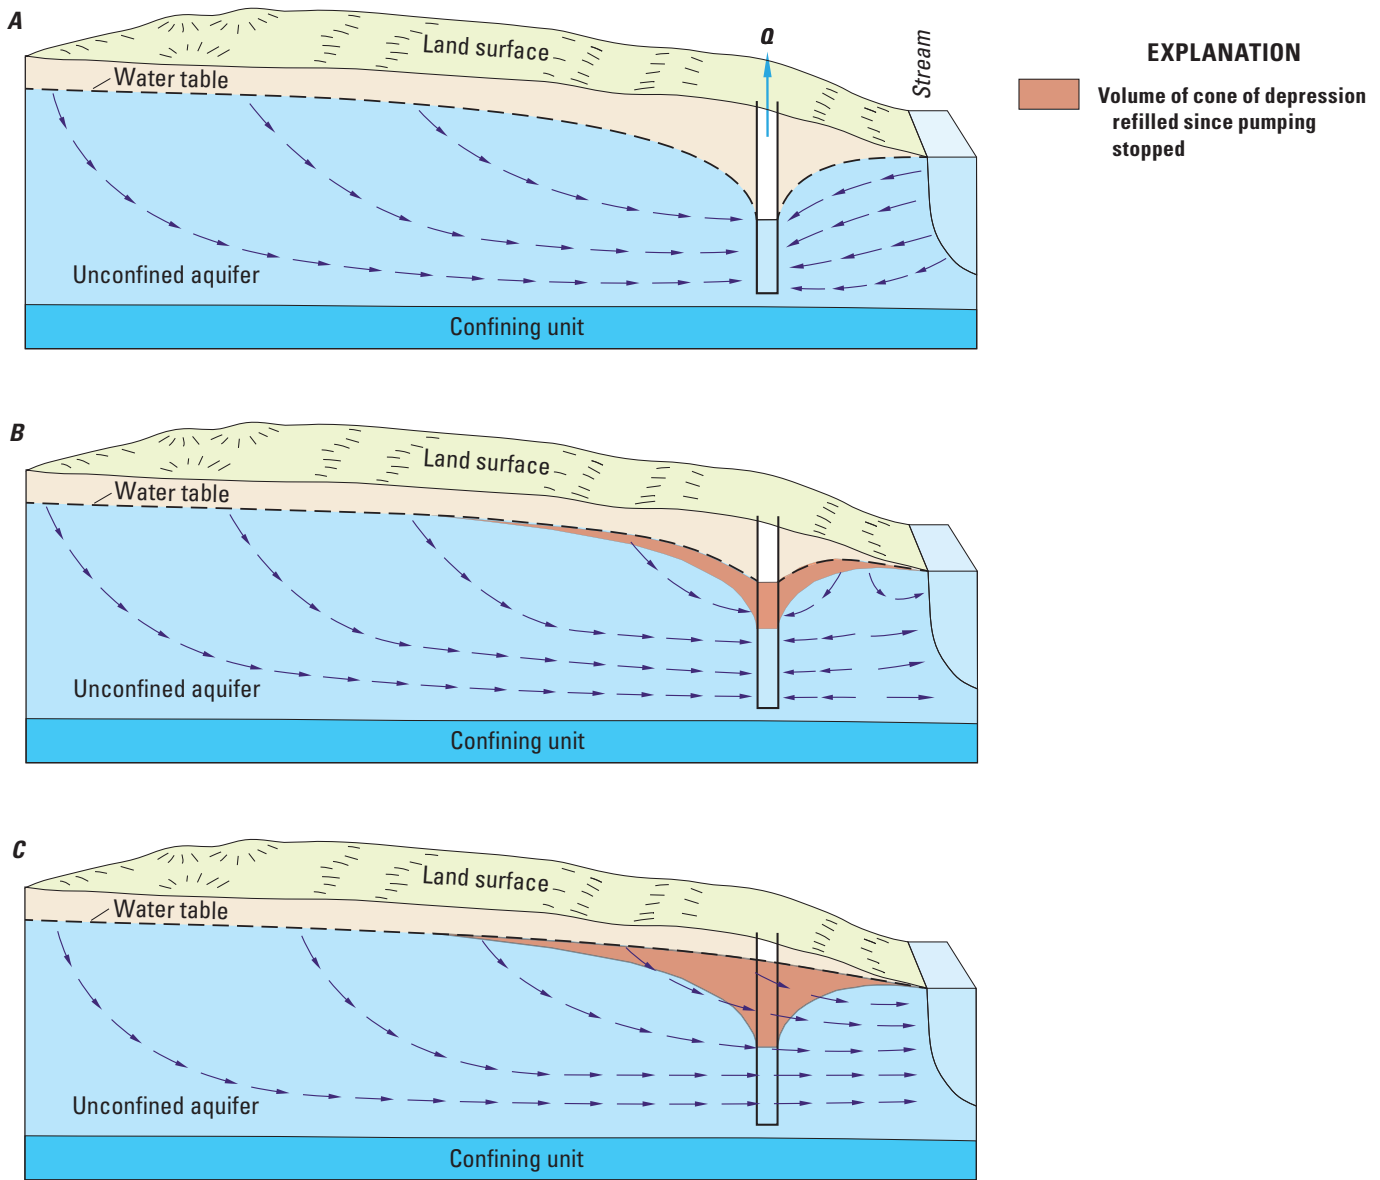 A
Land surface
Water table
Q
Stream
Unconfined aquifer
Confining unit
EXPLANATION
Volume of cone of depression
refilled since pumping
stopped
B
Land surface
Water table
Unconfined aquifer
Confining unit
C
Land surface
Water table
Unconfined aquifer
Confining unit